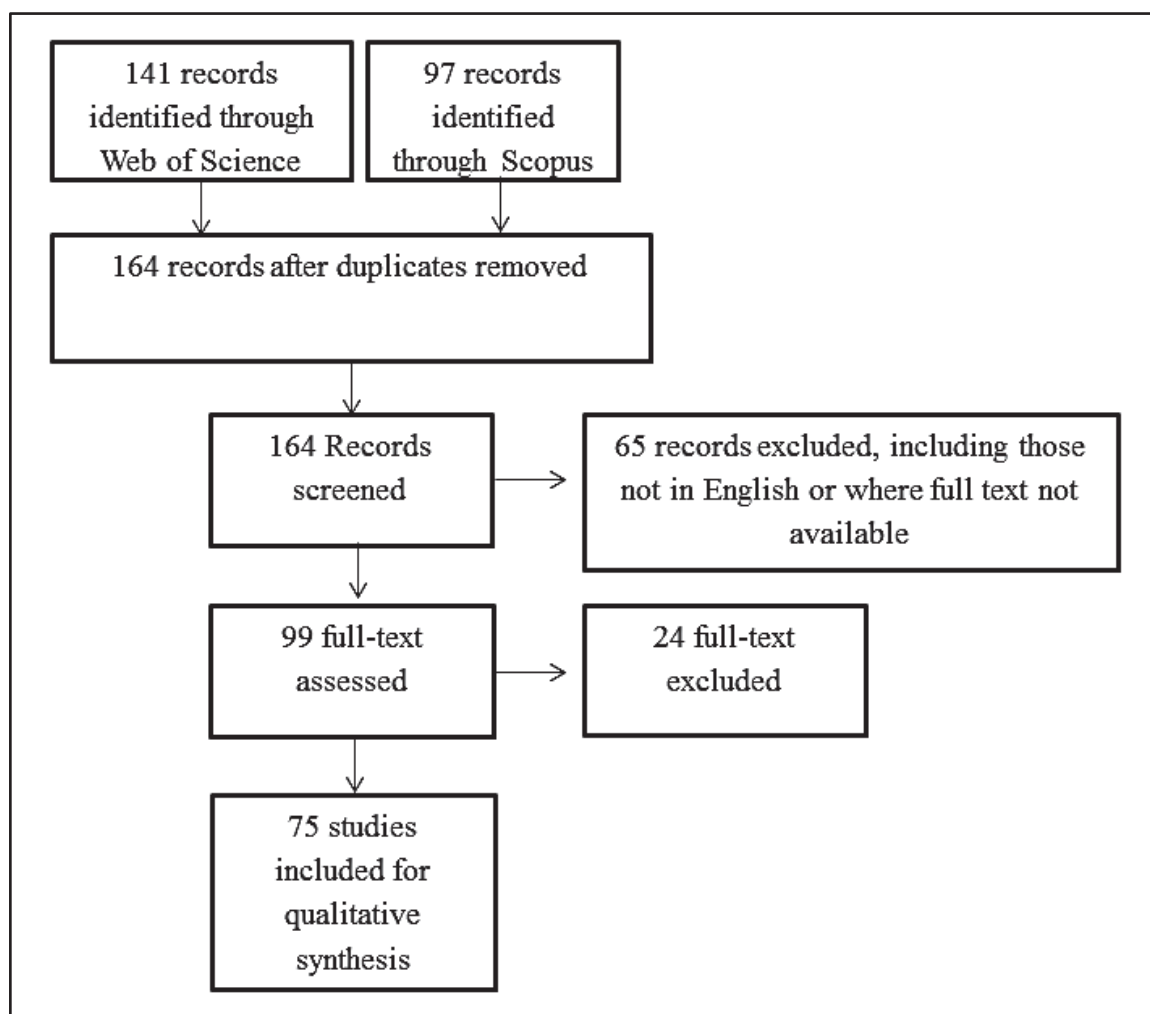 141 records
identified through
Web of Science
97 records
identified
through Scopus
164 records after duplicates removed
164 Records
screened
65 records excluded, including those
not in English or where full text not
available
99 full-text
assessed
24 full-text
excluded
75 studies
included for
qualitative
synthesis